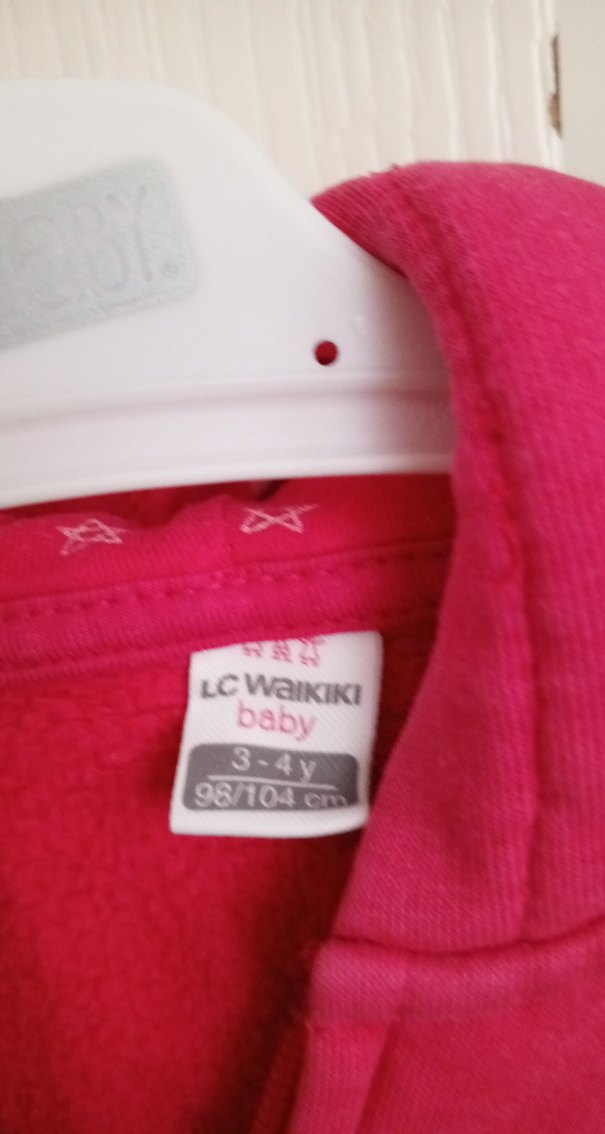 LC WAIKIKI
baby
3 - 4 y
98/104 cm